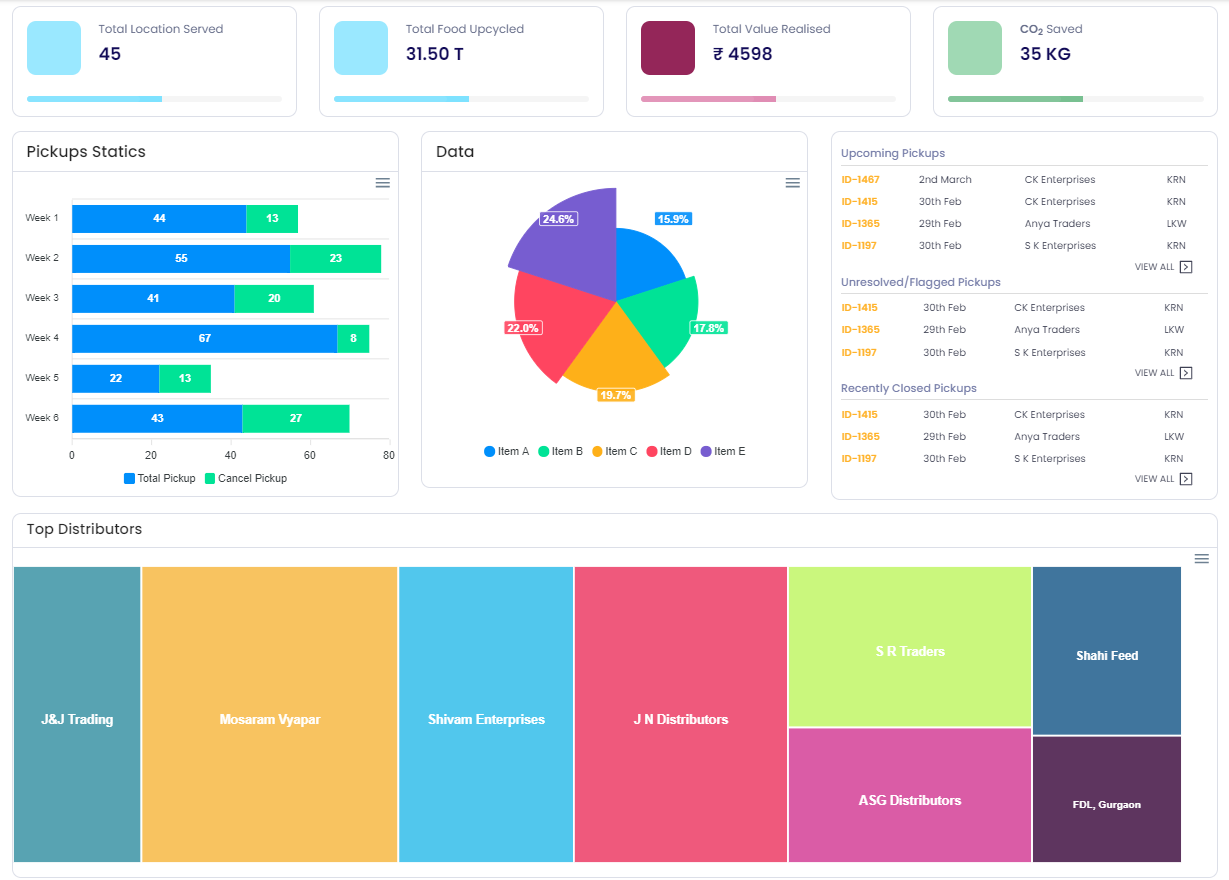 Total Location Served
45
Total Food Upcycled
31.50 T
Total Value Realised
₹ 4598
CO2 Saved
35 KG
Pickups Statics
Week 1
44
13
Week 2
55
23
Week 3
41
20
Week 4
67
8
Week 5
22
13
Week 6
43
27
0 20 40 60 80
Total Pickup Cancel Pickup
Data
24.6%
15.9%
22.0%
17.8%
19.7%
Item A Item B Item C Item D Item E
Upcoming Pickups
ID-1467 2nd March CK Enterprises KRN
ID-1415 30th Feb CK Enterprises KRN
ID-1365 29th Feb Anya Traders LKW
ID-1197 30th Feb S K Enterprises KRN
VIEW ALL
Unresolved/Flagged Pickups
ID-1415 30th Feb CK Enterprises KRN
ID-1365 29th Feb Anya Traders LKW
ID-1197 30th Feb S K Enterprises KRN
VIEW ALL
Recently Closed Pickups
ID-1415 30th Feb CK Enterprises KRN
ID-1365 29th Feb Anya Traders LKW
ID-1197 30th Feb S K Enterprises KRN
VIEW ALL
Top Distributors
J&J Trading
Mosaram Vyapar
Shivam Enterprises
J N Distributors
S R Traders
ASG Distributors
Shahi Feed
FDL, Gurgaon